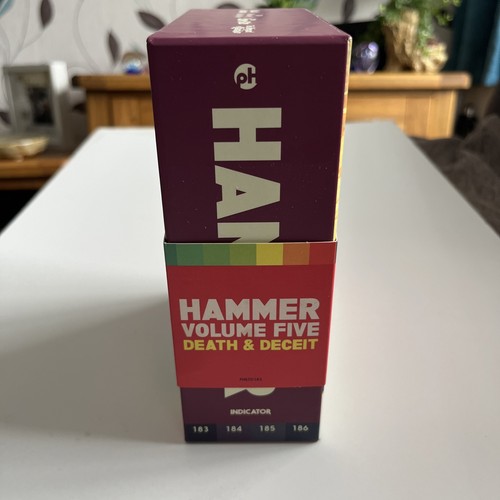 ph
HAM
HAMMER
VOLUME FIVE
DEATH & DECEIT
R
INDICATOR
183 184 185 186